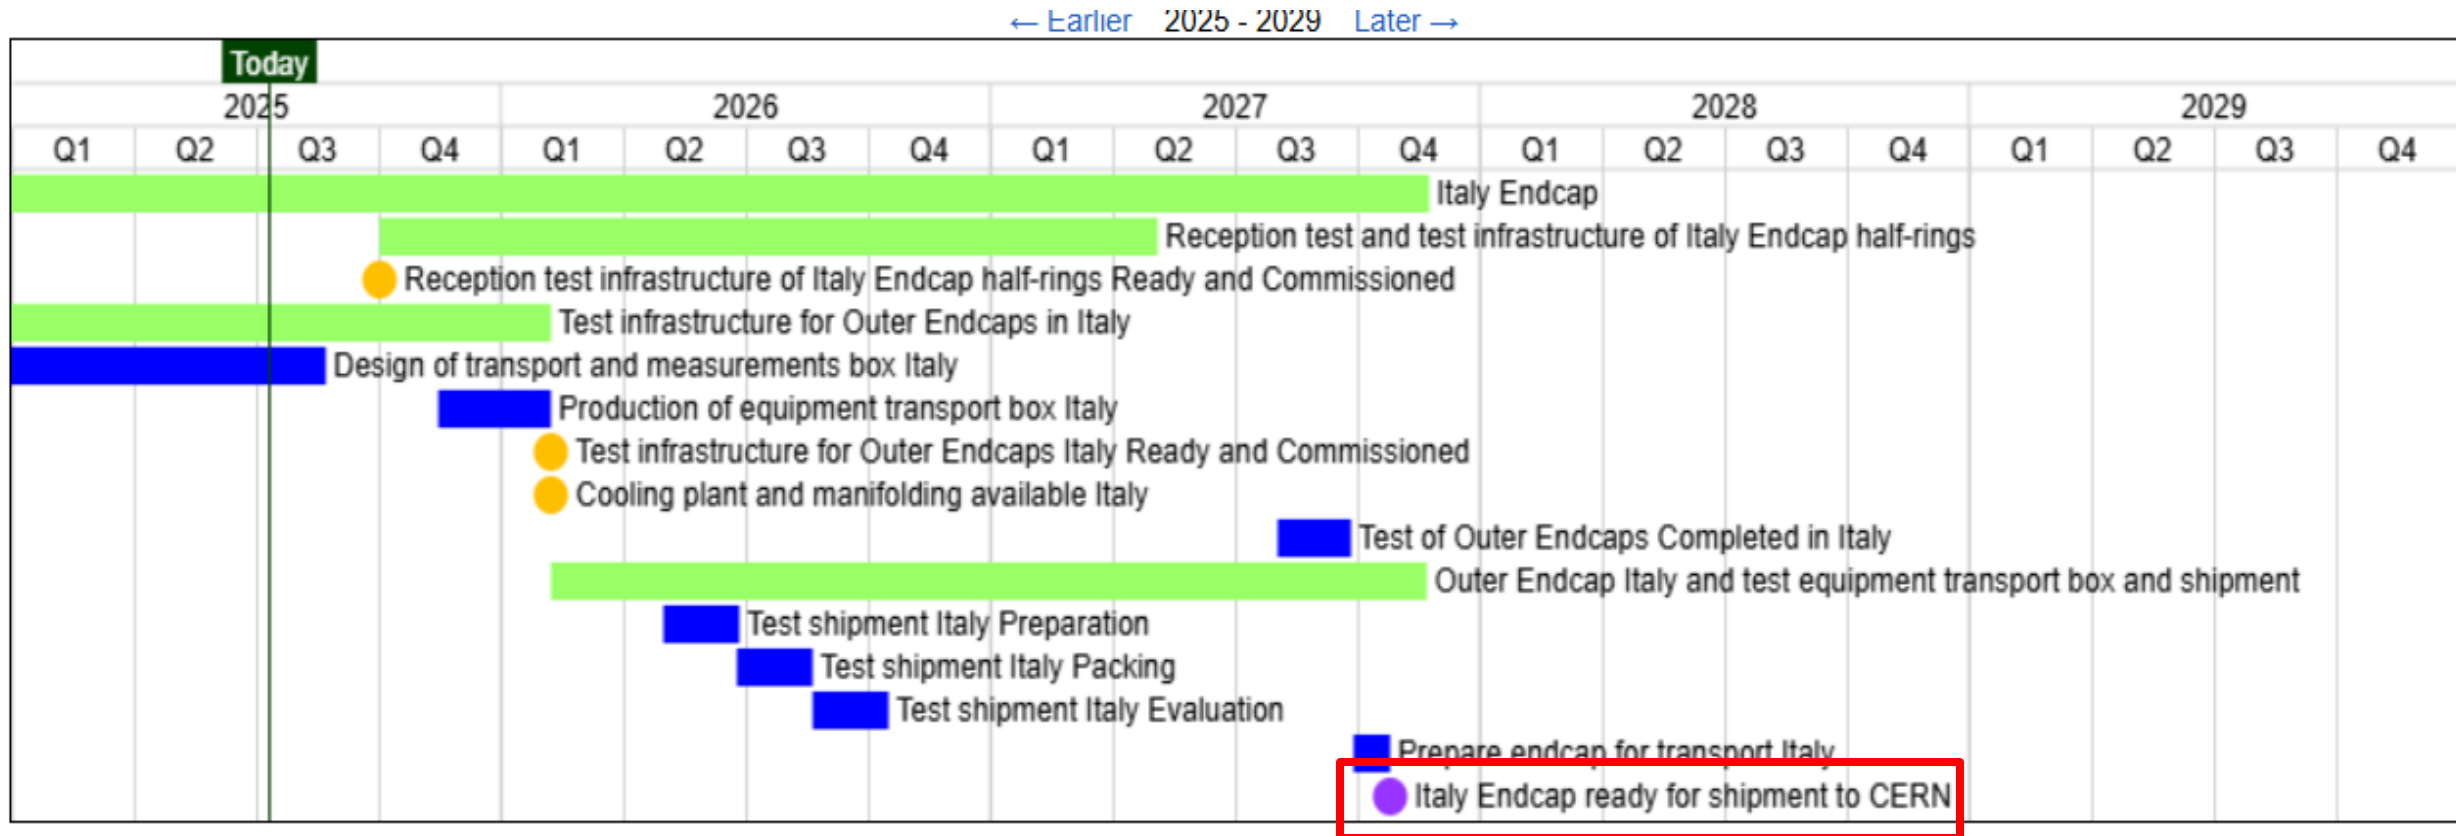 ← Earlier 2025 - 2029 Later →
Today
2025 2026 2027 2028 2029
Q1 Q2 Q3 Q4 Q1 Q2 Q3 Q4 Q1 Q2 Q3 Q4 Q1 Q2 Q3 Q4 Q1 Q2 Q3 Q4
Italy Endcap
Reception test and test infrastructure of Italy Endcap half-rings
Reception test infrastructure of Italy Endcap half-rings Ready and Commissioned
Test infrastructure for Outer Endcaps in Italy
Design of transport and measurements box Italy
Production of equipment transport box Italy
Test infrastructure for Outer Endcaps Italy Ready and Commissioned
Cooling plant and manifolding available Italy
Test of Outer Endcaps Completed in Italy
Outer Endcap Italy and test equipment transport box and shipment
Test shipment Italy Preparation
Test shipment Italy Packing
Test shipment Italy Evaluation
Prepare endcap for transport Italy
Italy Endcap ready for shipment to CERN